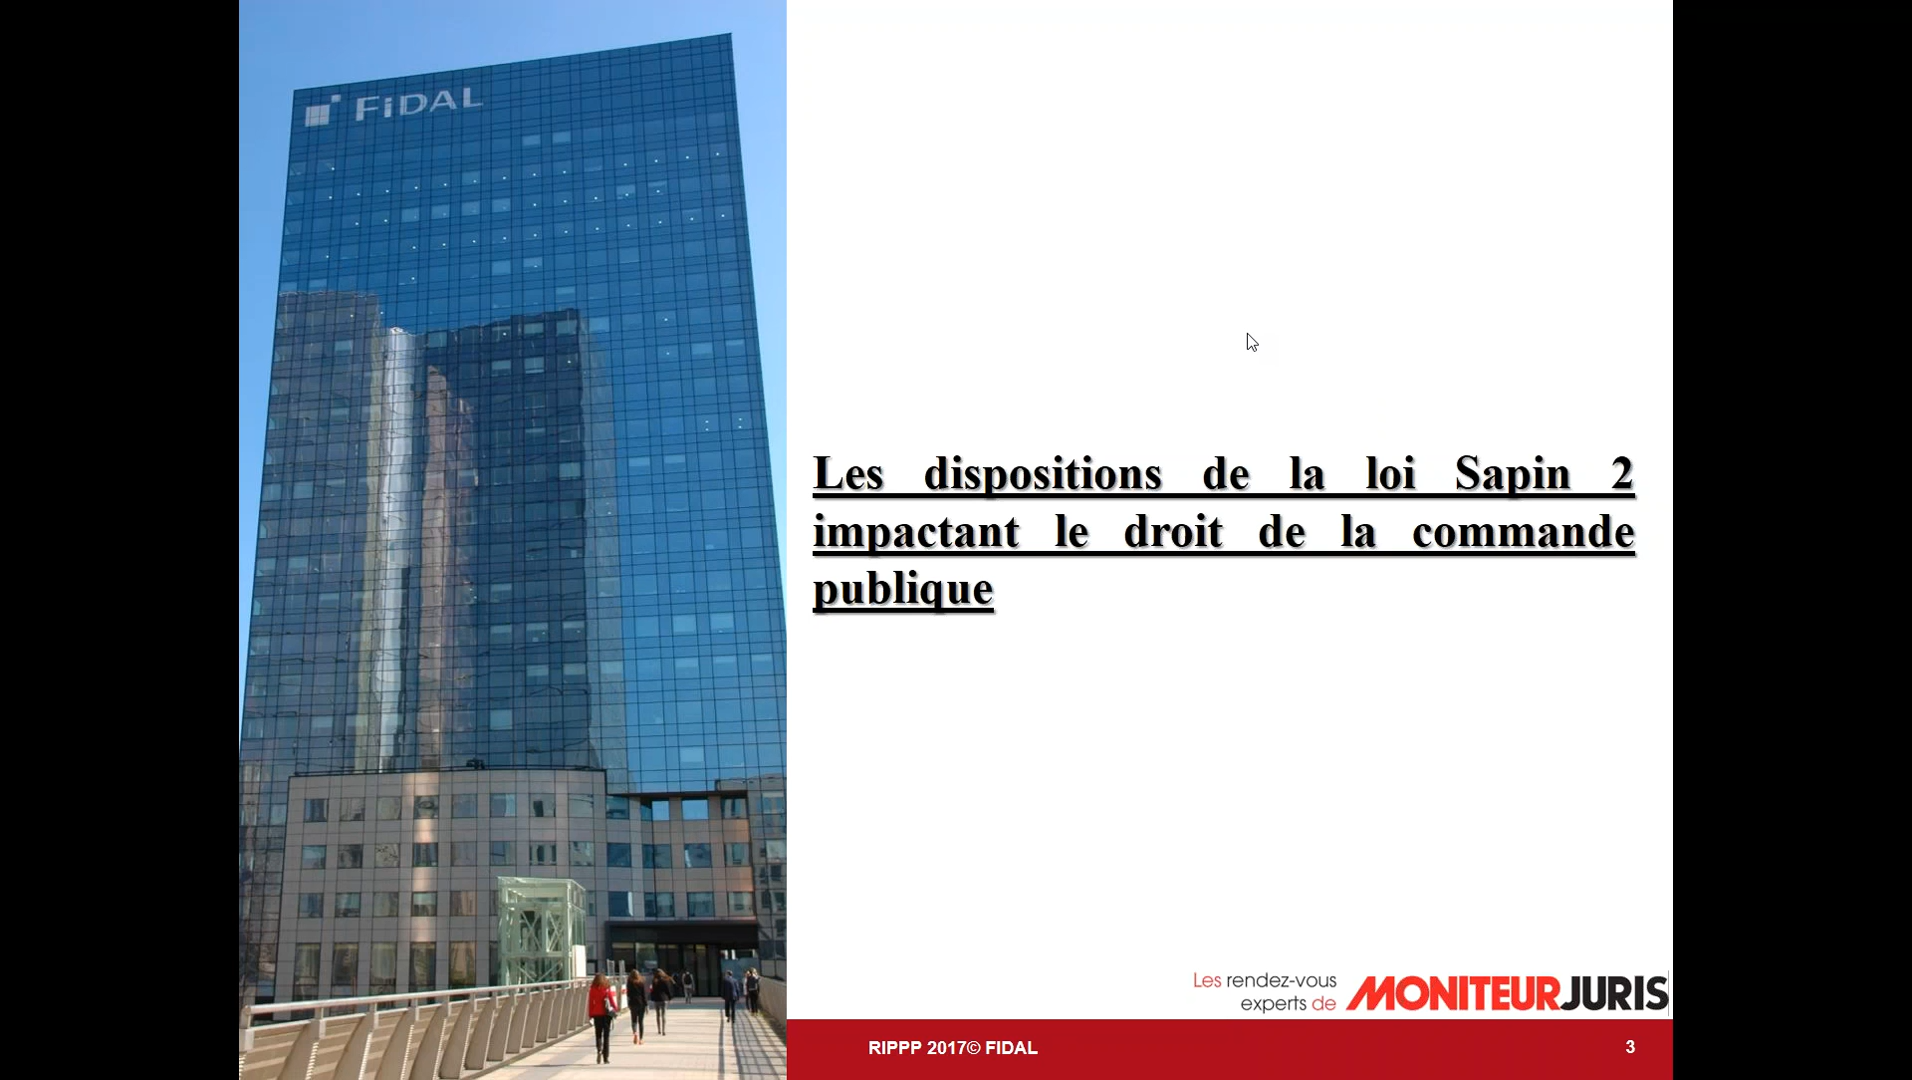 FiDAL
Les dispositions de la loi Sapin 2
impactant le droit de la commande
publique
Les rendez-vous
experts de
MONITEURJURIS
RIPPP 2017© FIDAL
3